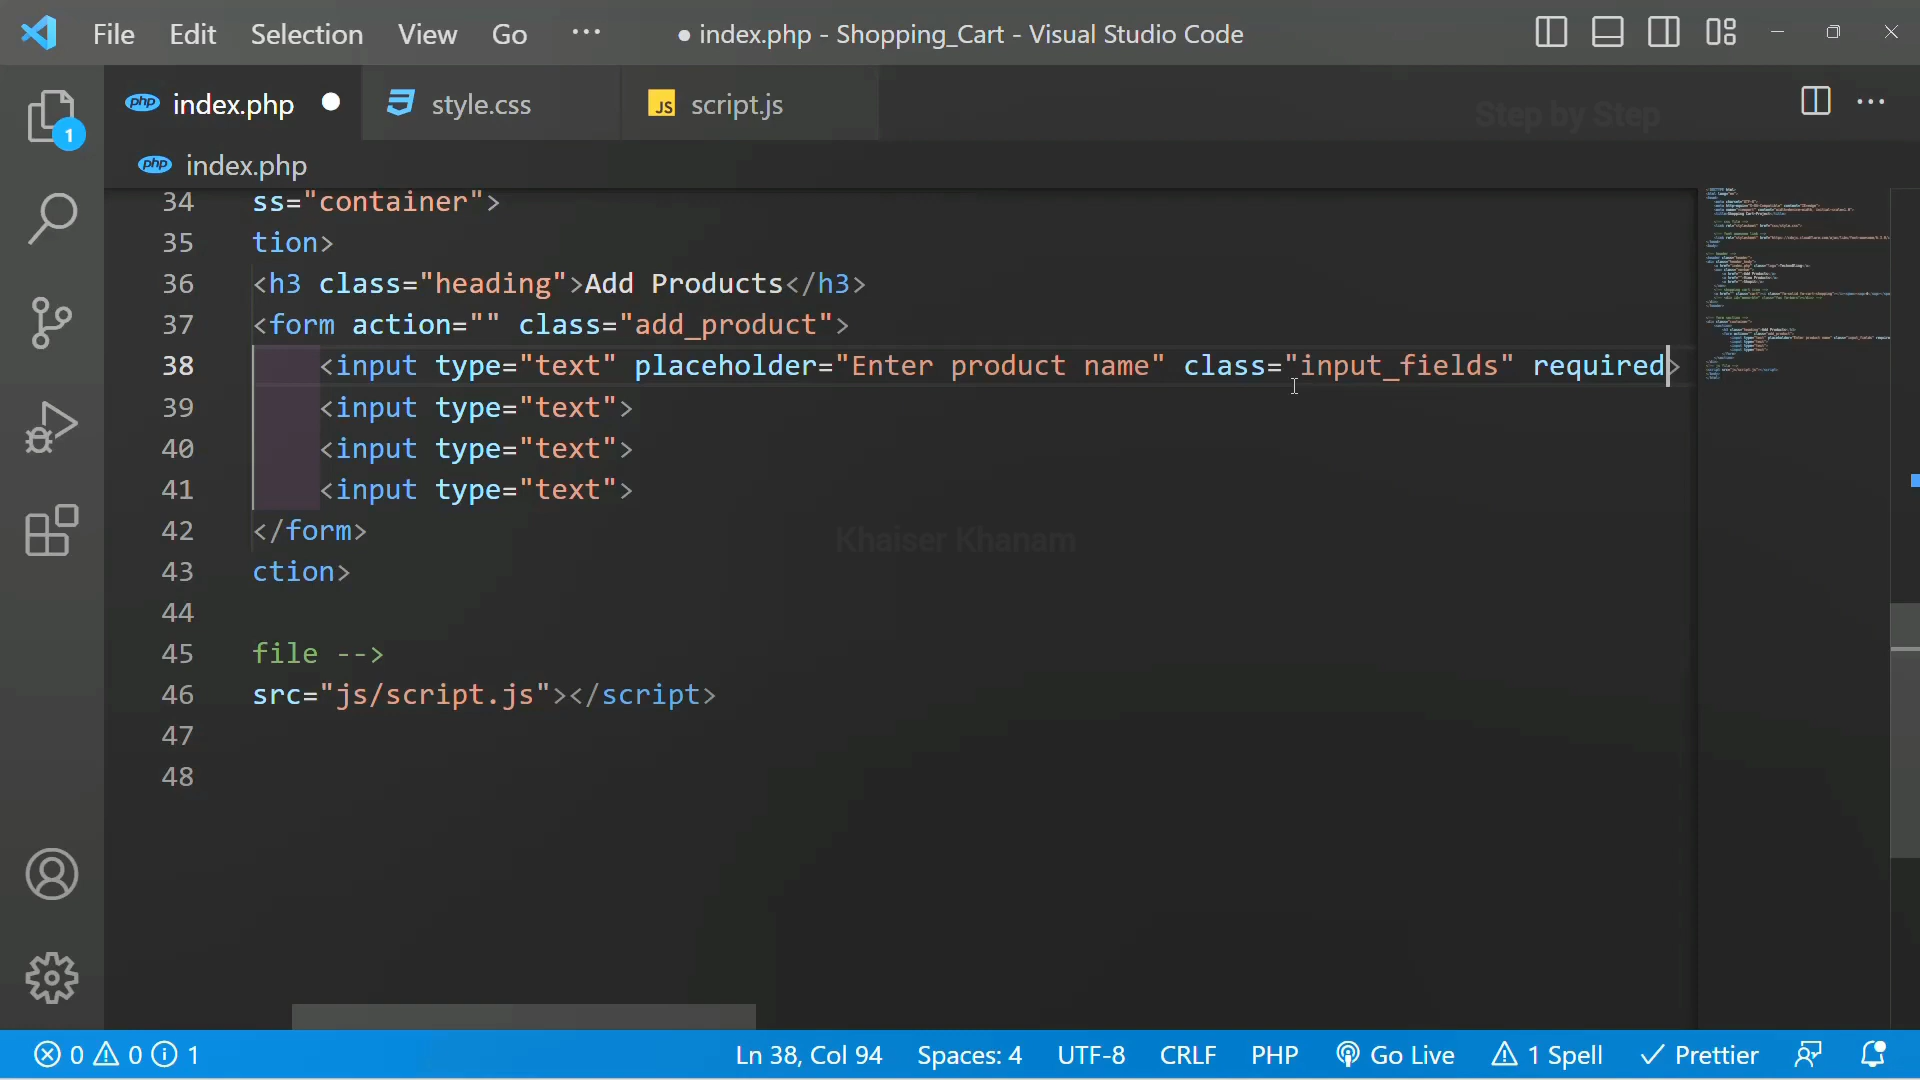 File Edit Selection View Go ··· ● index.php - Shopping_Cart - Visual Studio Code
php index.php ● style.css JS script.js
Step by Step
php index.php
1
34 ss="container">
35 tion>
36 <h3 class="heading">Add Products</h3>
37 <form action="" class="add_product">
38 <input type="text" placeholder="Enter product name" class="input_fields" required>
39 <input type="text">
40 <input type="text">
41 <input type="text">
42 </form>
Khaiser Khanam
43 ction>
44
45 file -->
46 src="js/script.js"></script>
47
48
0 0 1 Ln 38, Col 94 Spaces: 4 UTF-8 CRLF PHP Go Live 1 Spell Prettier